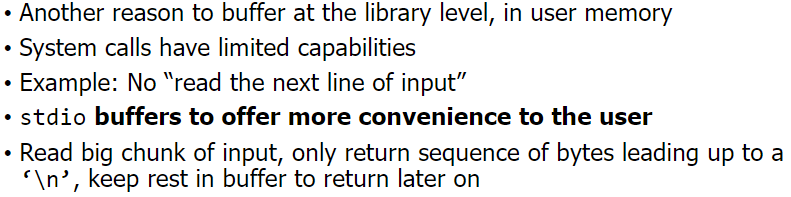 • Another reason to buffer at the library level, in user memory
• System calls have limited capabilities
• Example: No “read the next line of input”
• stdio buffers to offer more convenience to the user
• Read big chunk of input, only return sequence of bytes leading up to a
‘\n’, keep rest in buffer to return later on